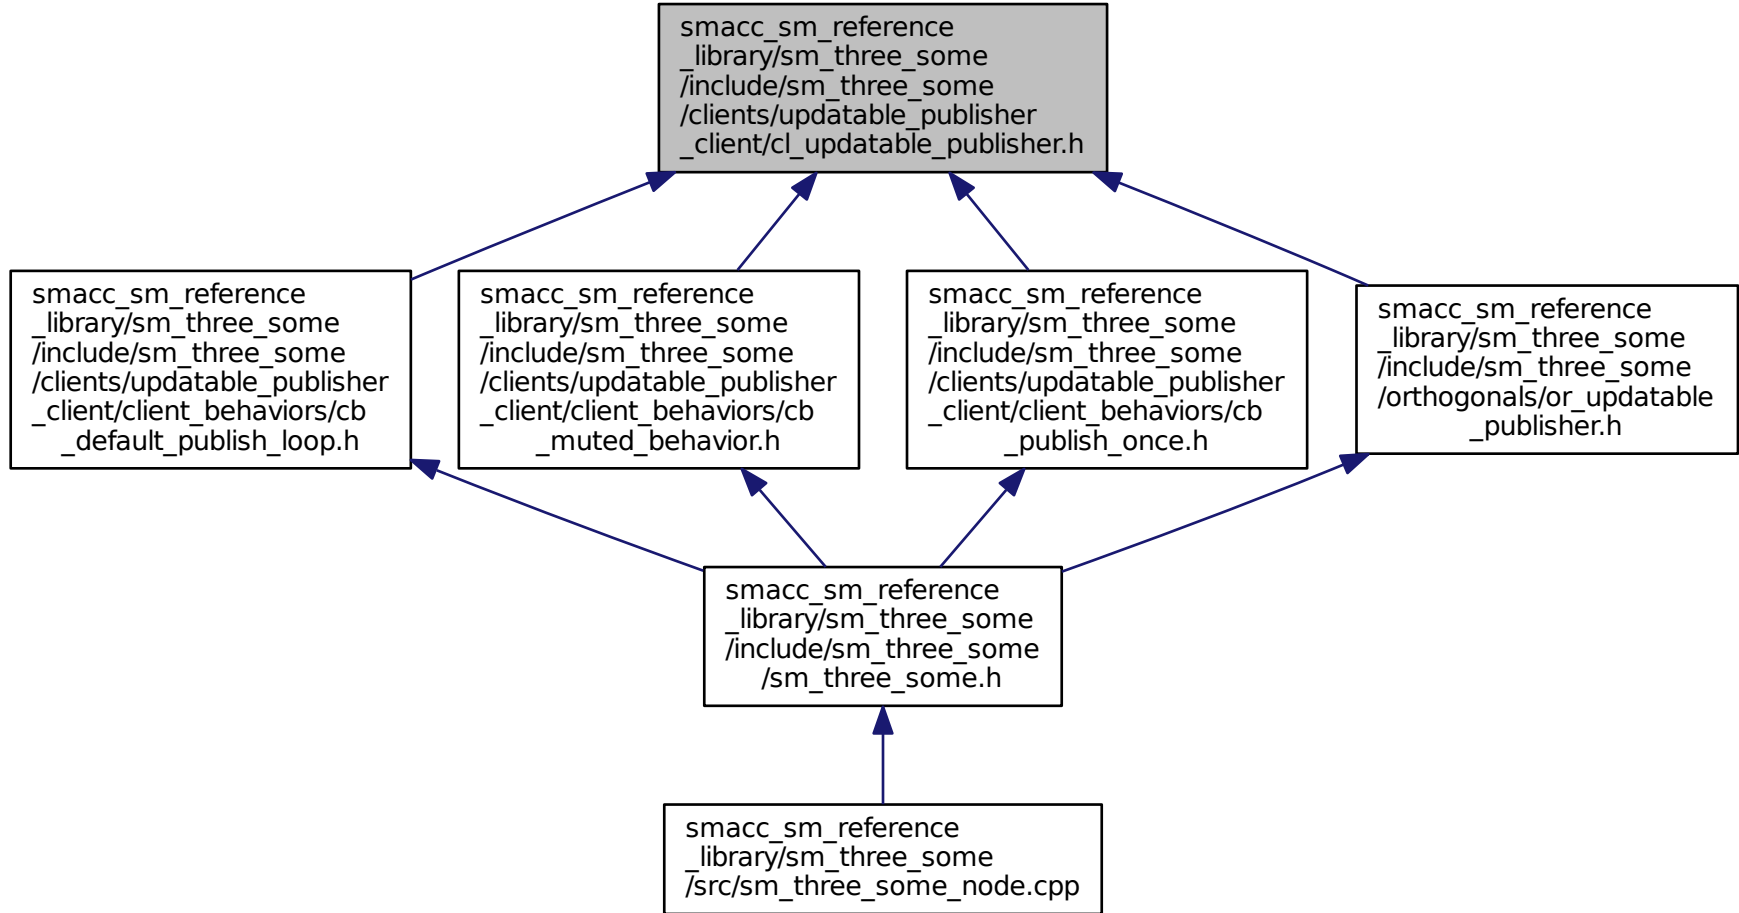 smacc_sm_reference
_library/sm_three_some
/include/sm_three_some
/clients/updatable_publisher
_client/cl_updatable_publisher.h
smacc_sm_reference
_library/sm_three_some
/include/sm_three_some
/clients/updatable_publisher
_client/client_behaviors/cb
_default_publish_loop.h
smacc_sm_reference
_library/sm_three_some
/include/sm_three_some
/clients/updatable_publisher
_client/client_behaviors/cb
_muted_behavior.h
smacc_sm_reference
_library/sm_three_some
/include/sm_three_some
/clients/updatable_publisher
_client/client_behaviors/cb
_publish_once.h
smacc_sm_reference
_library/sm_three_some
/include/sm_three_some
/orthogonals/or_updatable
_publisher.h
smacc_sm_reference
_library/sm_three_some
/include/sm_three_some
/sm_three_some.h
smacc_sm_reference
_library/sm_three_some
/src/sm_three_some_node.cpp